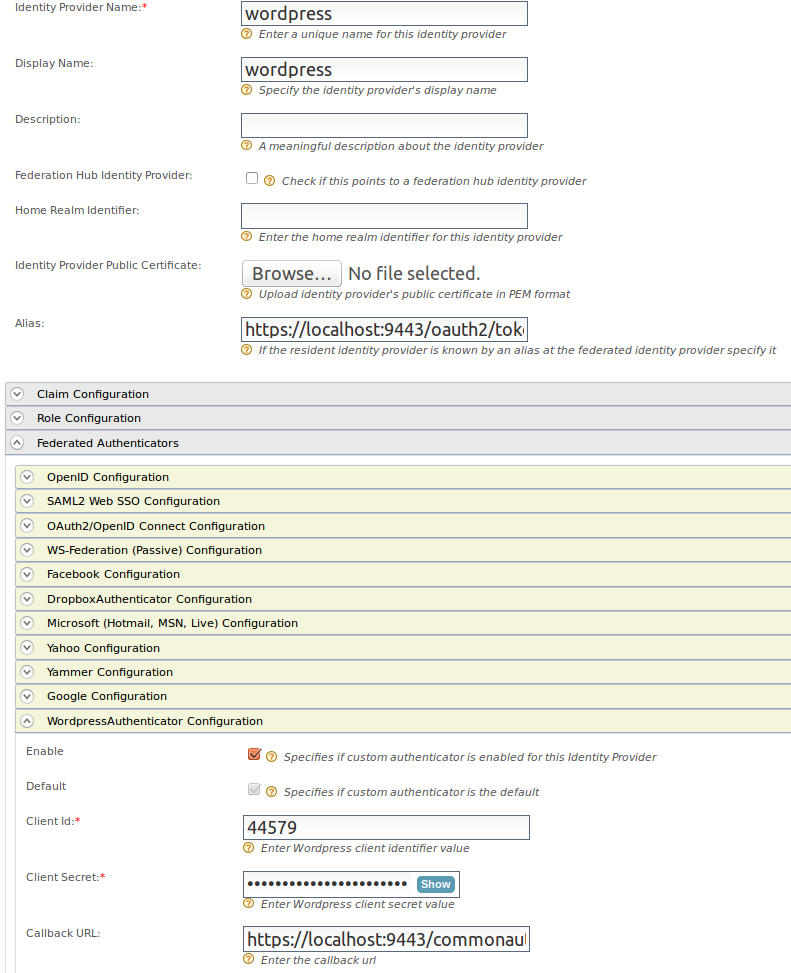 Identity Provider Name:*
wordpress
Enter a unique name for this identity provider
Display Name:
wordpress
Specify the identity provider's display name
Description:
A meaningful description about the identity provider
Federation Hub Identity Provider:
Check if this points to a federation hub identity provider
Home Realm Identifier:
Enter the home realm identifier for this identity provider
Identity Provider Public Certificate:
Browse... No file selected.
Upload identity provider's public certificate in PEM format
Alias:
https://localhost:9443/oauth2/tok
If the resident identity provider is known by an alias at the federated identity provider specify it
Claim Configuration
Role Configuration
Federated Authenticators
OpenID Configuration
SAML2 Web SSO Configuration
OAuth2/OpenID Connect Configuration
WS-Federation (Passive) Configuration
Facebook Configuration
DropboxAuthenticator Configuration
Microsoft (Hotmail, MSN, Live) Configuration
Yahoo Configuration
Yammer Configuration
Google Configuration
WordpressAuthenticator Configuration
Enable
Specifies if custom authenticator is enabled for this Identity Provider
Default
Specifies if custom authenticator is the default
Client Id:*
44579
Enter Wordpress client identifier value
Client Secret:*
••••••••••••••••••••••• Show
Enter Wordpress client secret value
Callback URL:
https://localhost:9443/commonau
Enter the callback url